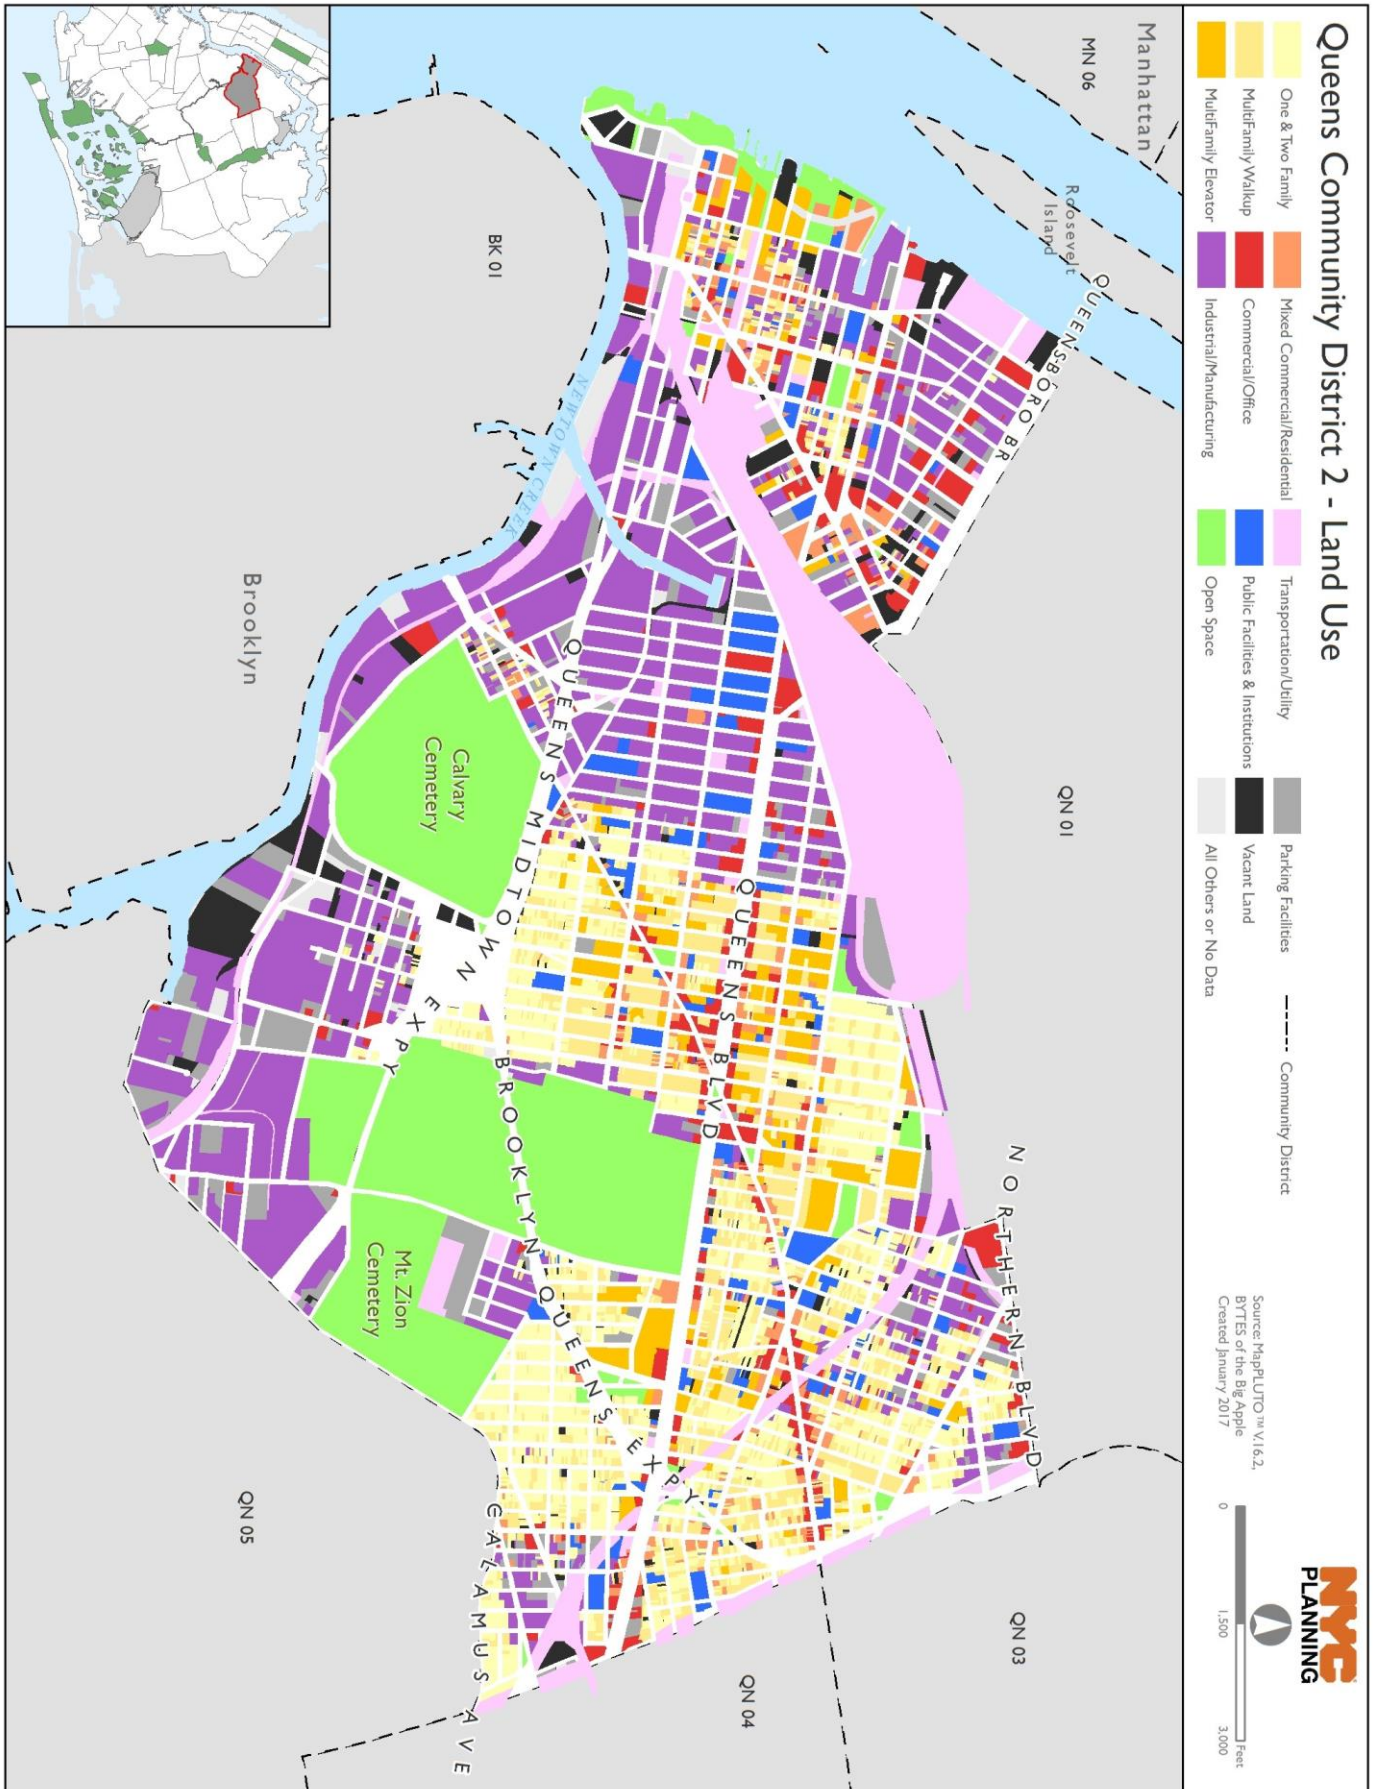 Queens Community District 2 - Land Use
One & Two Family
MultiFamily Walkup
MultiFamily Elevator
Mixed Commercial/Residential
Commercial/Office
Industrial/Manufacturing
Transportation/Utility
Public Facilities & Institutions
Open Space
Parking Facilities
Vacant Land
All Others or No Data
Community District
Source: MapPLUTO ™ V.16.2,
BYTES of the Big Apple
Created January 2017
0 1,500 3,000
Feet
NYC
PLANNING
Manhattan
MN 06
Roosevelt
Island
QUEENSBORO BR
QN 01
NORTHERN BLVD
QN 03
BK 01
NEWTOWN CREEK
QUEENS MIDTOWN EXPY
QUEENS BLVD
Calvary
Cemetery
BROOKLYN QUEENS EXPY
Brooklyn
Mt. Zion
Cemetery
QN 04
GALAMUS AVE
QN 05